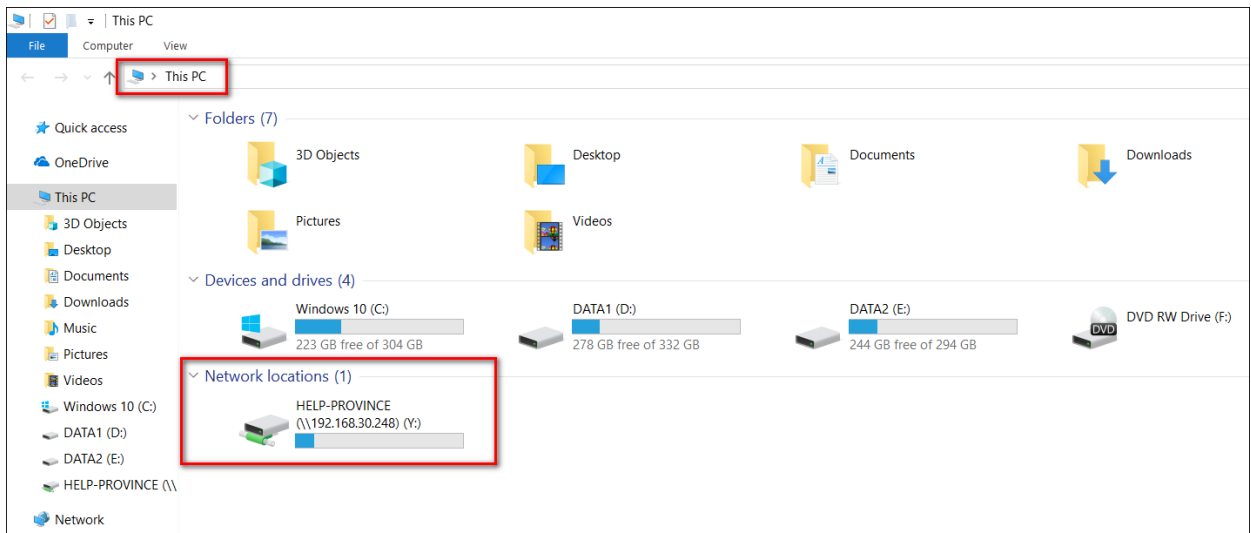 This PC
File Computer View
This PC
Quick access
OneDrive
This PC
3D Objects
Desktop
Documents
Downloads
Music
Pictures
Videos
Windows 10 (C:)
DATA1 (D:)
DATA2 (E:)
HELP-PROVINCE (\\
Network
Folders (7)
3D Objects
Desktop
Documents
Downloads
Pictures
Videos
Devices and drives (4)
Windows 10 (C:)
223 GB free of 304 GB
DATA1 (D:)
278 GB free of 332 GB
DATA2 (E:)
244 GB free of 294 GB
DVD
DVD RW Drive (F:)
Network locations (1)
HELP-PROVINCE
(\\192.168.30.248) (Y:)